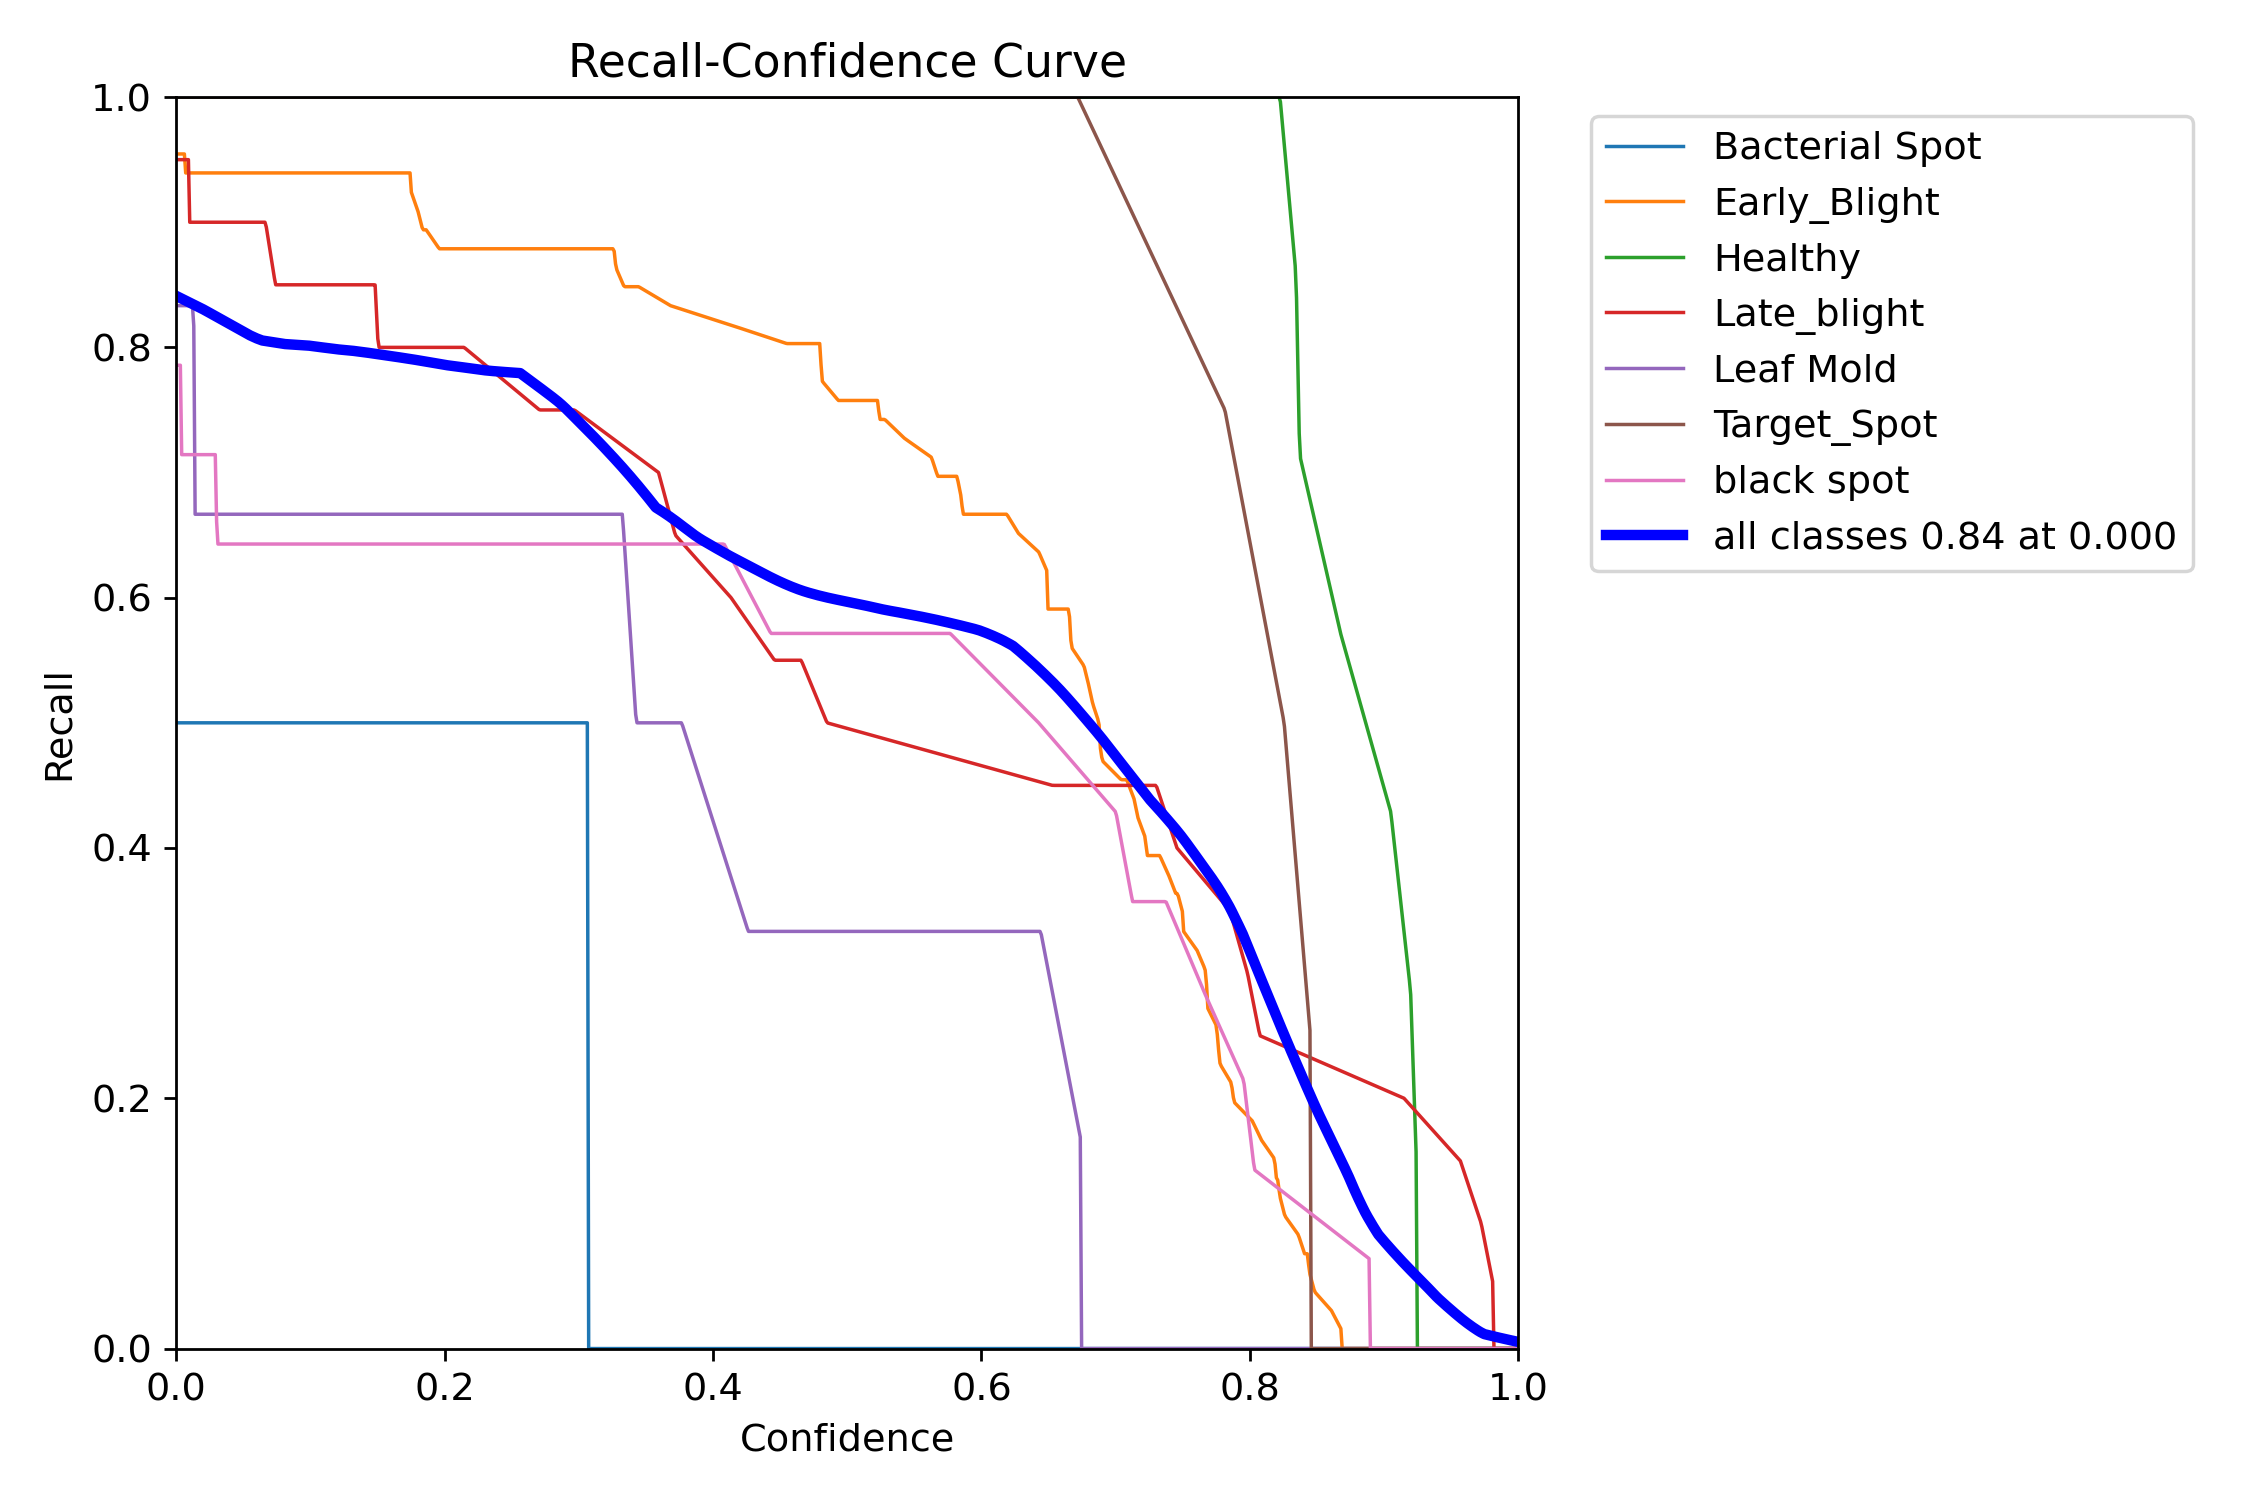 Recall-Confidence Curve
1.0
0.8
0.6
0.4
0.2
0.0
Recall
0.0 0.2 0.4 0.6 0.8 1.0
Confidence
Bacterial Spot
Early_Blight
Healthy
Late_blight
Leaf Mold
Target_Spot
black spot
all classes 0.84 at 0.000